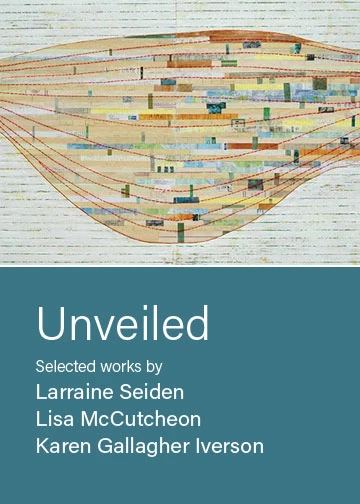 Unveiled
Selected works by
Larraine Seiden
Lisa McCutcheon
Karen Gallagher Iverson